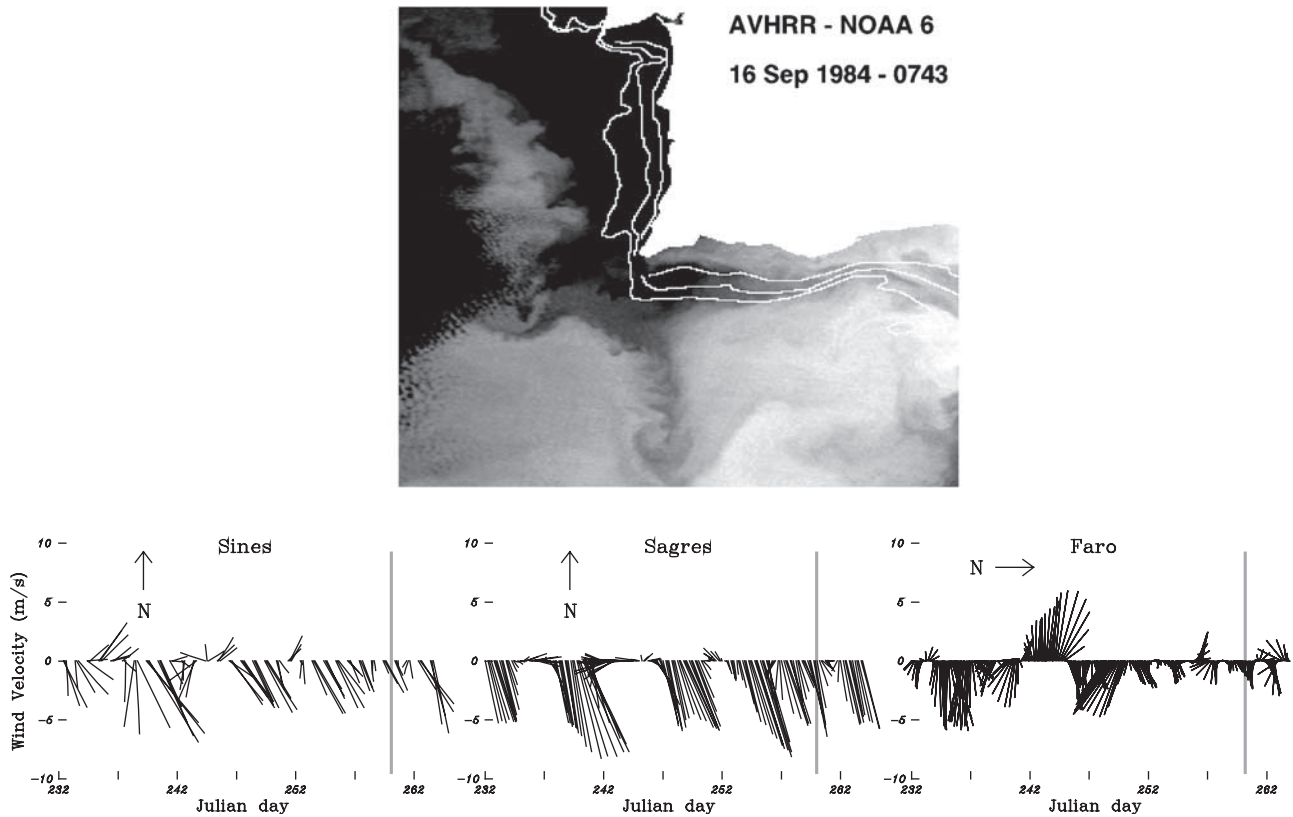 AVHRR - NOAA 6
16 Sep 1984 - 0743
Sines
Sagres
Faro
N
N
N
Wind Velocity (m/s)
10
5
0
-5
-10
10
5
0
-5
-10
10
5
0
-5
-10
232 242 252 262
232 242 252 262
232 242 252 262
Julian day
Julian day
Julian day